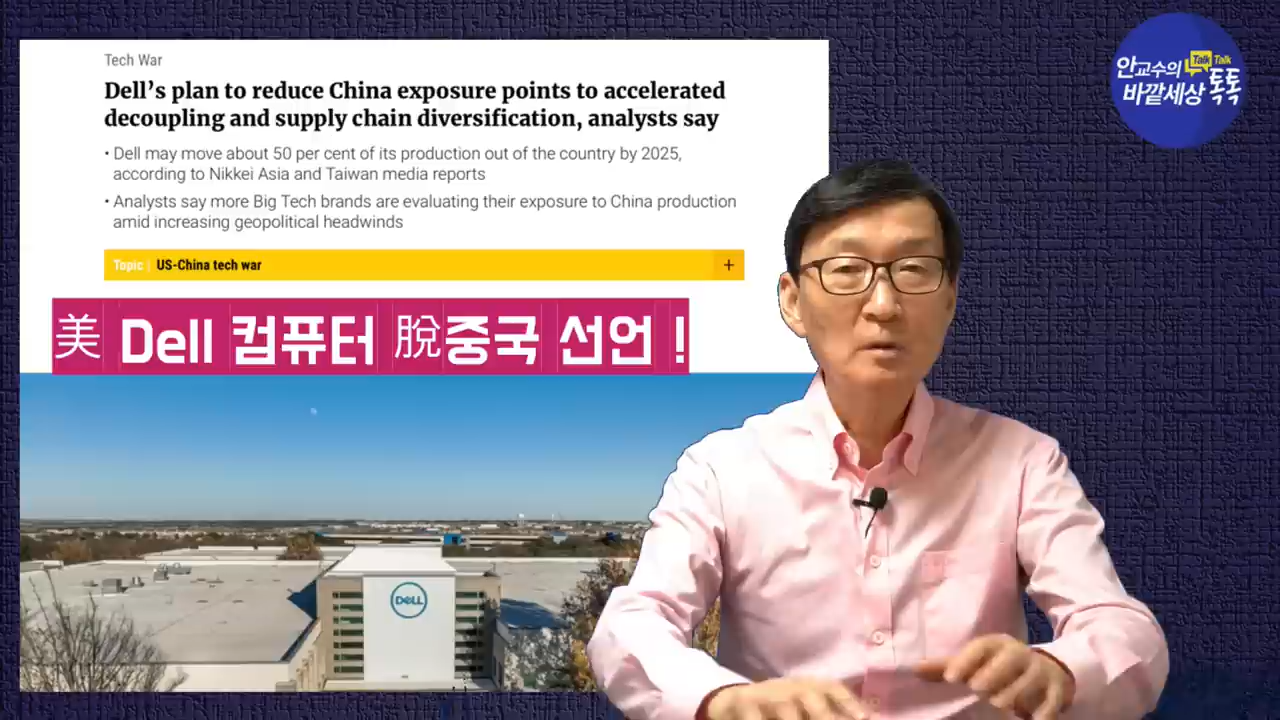 Tech War
Dell’s plan to reduce China exposure points to accelerated
decoupling and supply chain diversification, analysts say
• Dell may move about 50 per cent of its production out of the country by 2025,
according to Nikkei Asia and Taiwan media reports
• Analysts say more Big Tech brands are evaluating their exposure to China production
amid increasing geopolitical headwinds
Topic | US-China tech war +
美 Dell 컴퓨터 脫중국 선언 !
DELL
안교수의 Talk Talk
바깥세상 톡톡